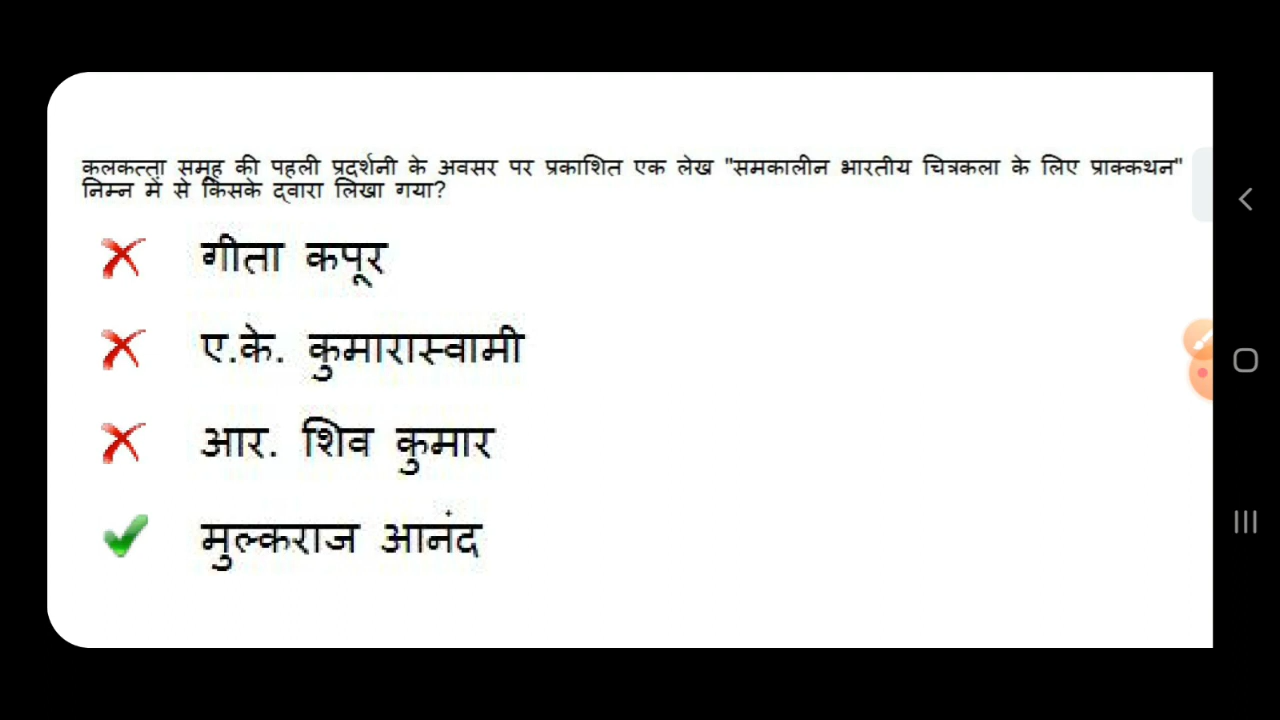 कलकत्ता समूह की पहली प्रदर्शनी के अवसर पर प्रकाशित एक लेख "समकालीन भारतीय चित्रकला के लिए प्राक्कथन"
निम्न में से किसके द्वारा लिखा गया?
गीता कपूर
ए.के. कुमारास्वामी
आर. शिव कुमार
मुल्कराज आनंद